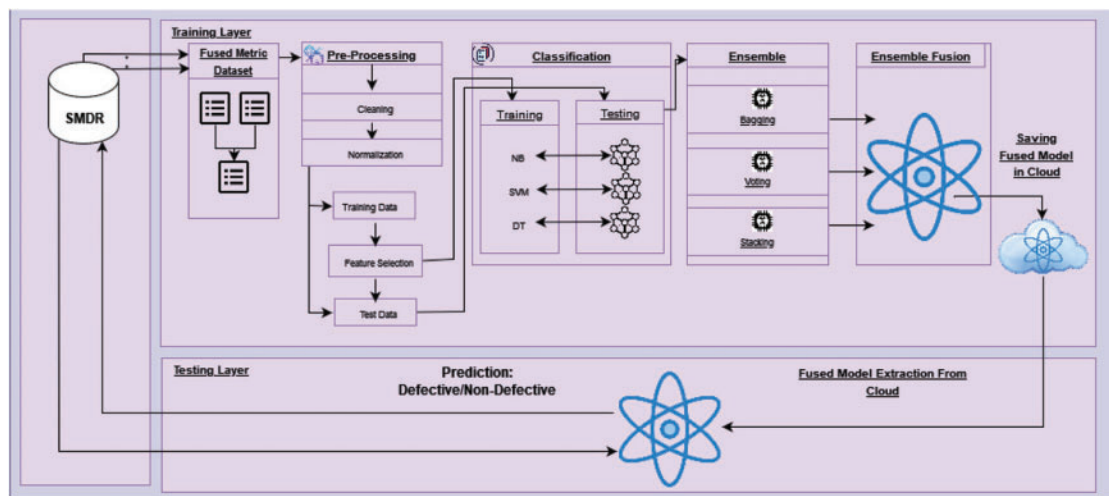 Training Layer
SMDR
Fused Metric
Dataset
Pre-Processing
Cleaning
Normalization
Training Data
Feature Selection
Test Data
Classification
Training
Testing
NB
SVM
DT
Ensemble
Bagging
Voting
Stacking
Ensemble Fusion
Saving
Fused Model
in Cloud
Testing Layer
Prediction:
Defective/Non-Defective
Fused Model Extraction From
Cloud